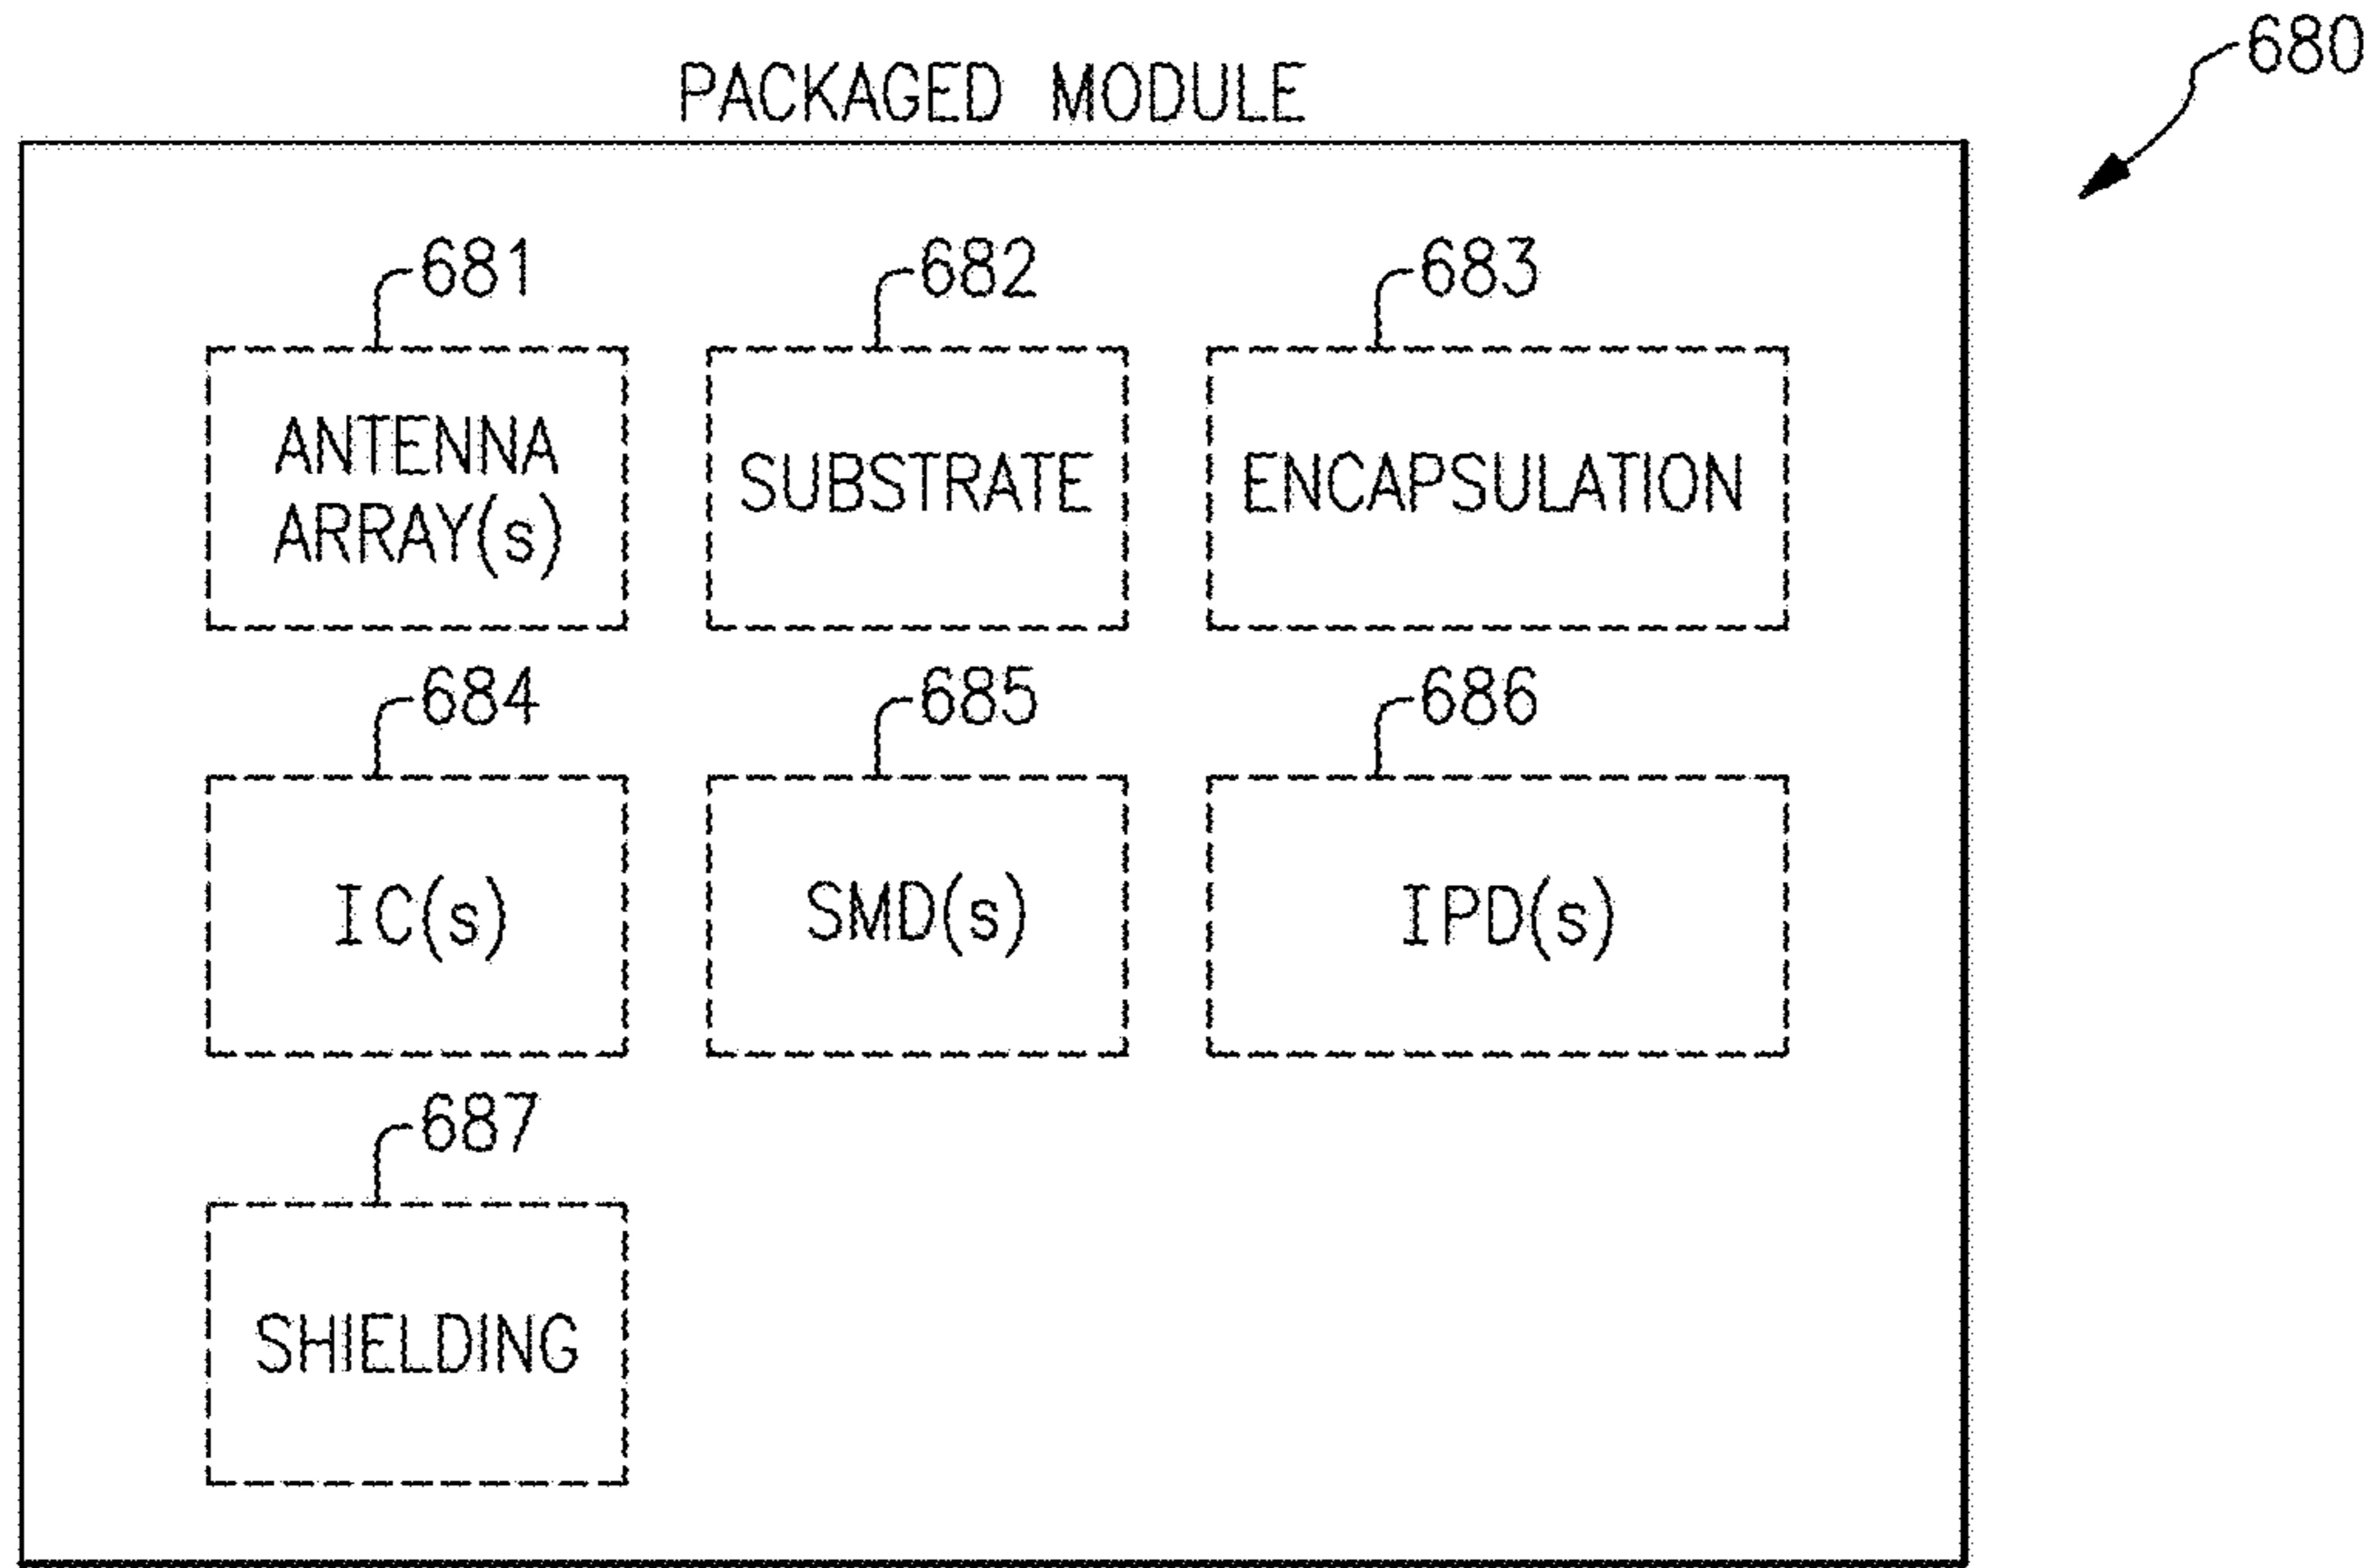 680
PACKAGED MODULE
681
682
683
ANTENNA
ARRAY(s)
SUBSTRATE
ENCAPSULATION
684
685
686
IC(s)
SMD(s)
IPD(s)
687
SHIELDING